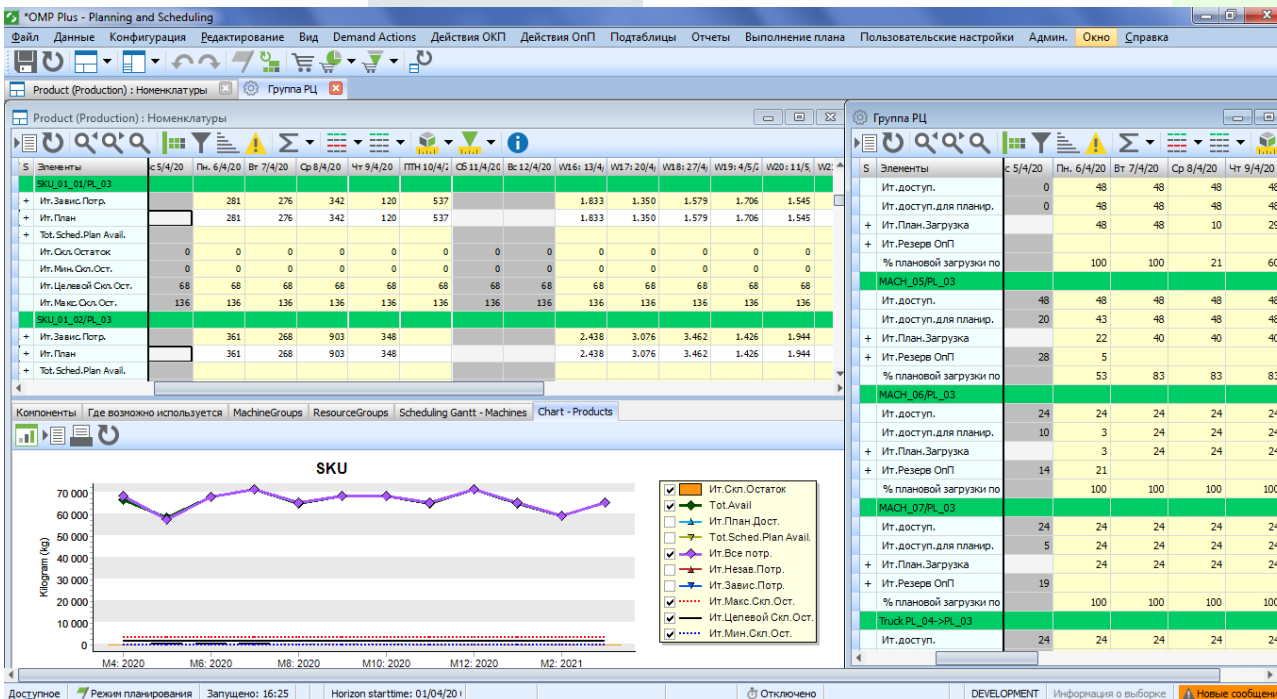 *OMP Plus - Planning and Scheduling
Файл Данные Конфигурация Редактирование Вид Demand Actions Действия ОКП Действия ОпП Подтаблицы Отчеты Выполнение плана Пользовательские настройки Админ. Окно Справка
Product (Production) : Номенклатуры Группа РЦ
Product (Production) : Номенклатуры
S Элементы с 5/4/20 Пн. 6/4/20 Вт 7/4/20 Ср 8/4/20 Чт 9/4/20 ПТН 10/4/2 Сб 11/4/20 Вс 12/4/20 W16: 13/4/ W17: 20/4/ W18: 27/4/ W19: 4/5/2 W20: 11/5/ W2
SKU_01_01/PL_03
+ Ит.Завис.Потр. 281 276 342 120 537 1.833 1.350 1.579 1.706 1.545
+ Ит.План 281 276 342 120 537 1.833 1.350 1.579 1.706 1.545
+ Tot.Sched.Plan Avail.
Ит.Скл.Остаток 0 0 0 0 0 0 0 0 0 0 0 0 0
Ит.Мин.Скл.Ост. 0 0 0 0 0 0 0 0 0 0 0 0 0
Ит.Целевой Скл.Ост. 68 68 68 68 68 68 68 68 68 68 68 68 68
Ит.Макс.Скл.Ост. 136 136 136 136 136 136 136 136 136 136 136 136 136
SKU_01_02/PL_03
+ Ит.Завис.Потр. 361 268 903 348 2.438 3.076 3.462 1.426 1.944
+ Ит.План 361 268 903 348 2.438 3.076 3.462 1.426 1.944
+ Tot.Sched.Plan Avail.
Компоненты Где возможно используется MachineGroups ResourceGroups Scheduling Gantt - Machines Chart - Products
SKU
Kilogram (kg)
70 000
60 000
50 000
40 000
30 000
20 000
10 000
0
M4: 2020 M6: 2020 M8: 2020 M10: 2020 M12: 2020 M2: 2021
Ит.Скл.Остаток
Tot.Avail
Ит.План.Дост.
Tot.Sched.Plan Avail.
Ит.Все потр.
Ит.Незав.Потр.
Ит.Завис.Потр.
Ит.Макс.Скл.Ост.
Ит.Целевой Скл.Ост.
Ит.Мин.Скл.Ост.
Группа РЦ
S Элементы с 5/4/20 Пн. 6/4/20 Вт 7/4/20 Ср 8/4/20 Чт 9/4/20
Ит.доступ. 0 48 48 48 48
Ит.доступ.для планир. 0 48 48 48 48
+ Ит.План.Загрузка 48 48 10 29
+ Ит.Резерв ОпП
% плановой загрузки по 100 100 21 60
MACH_05/PL_03
Ит.доступ. 48 48 48 48 48
Ит.доступ.для планир. 20 43 48 48 48
+ Ит.План.Загрузка 22 40 40 40
+ Ит.Резерв ОпП 28 5
% плановой загрузки по 53 83 83 83
MACH_06/PL_03
Ит.доступ. 24 24 24 24 24
Ит.доступ.для планир. 10 3 24 24 24
+ Ит.План.Загрузка 3 24 24 24
+ Ит.Резерв ОпП 14 21
% плановой загрузки по 100 100 100 100
MACH_07/PL_03
Ит.доступ. 24 24 24 24 24
Ит.доступ.для планир. 5 24 24 24 24
+ Ит.План.Загрузка 24 24 24 24
+ Ит.Резерв ОпП 19
% плановой загрузки по 100 100 100 100
Truck PL_04->PL_03
Ит.доступ. 24 24 24 24 24
Доступное Режим планирования Запущено: 16:25 Horizon starttime: 01/04/20 Отключено DEVELOPMENT Информация о выборке Новые сообщени